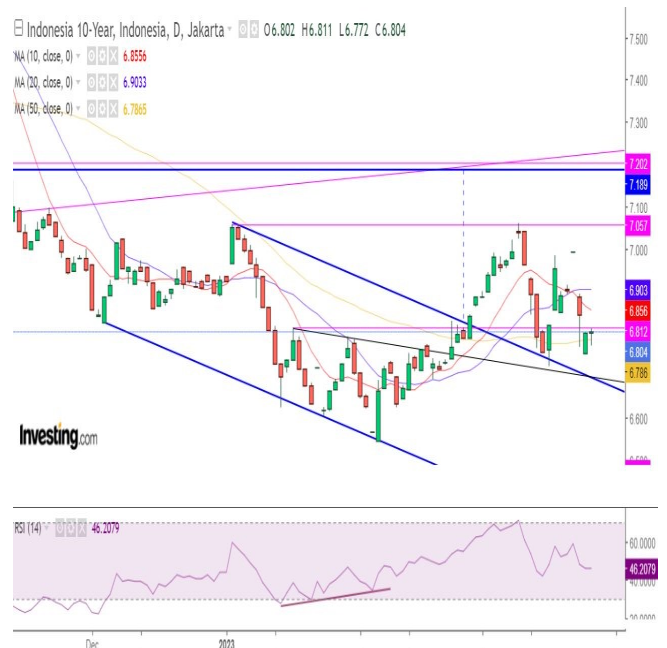 Indonesia 10-Year, Indonesia, D, Jakarta O6.802 H6.811 L6.772 C6.804
MA (10, close, 0) 6.8556
MA (20, close, 0) 6.9033
MA (50, close, 0) 6.7865
7.500
7.400
7.300
7.202
7.189
7.100
7.057
7.000
6.903
6.856
6.812
6.804
6.786
6.600
Investing.com
RSI (14) 46.2079
60.0000
46.2079
40.0000
Dec 2023